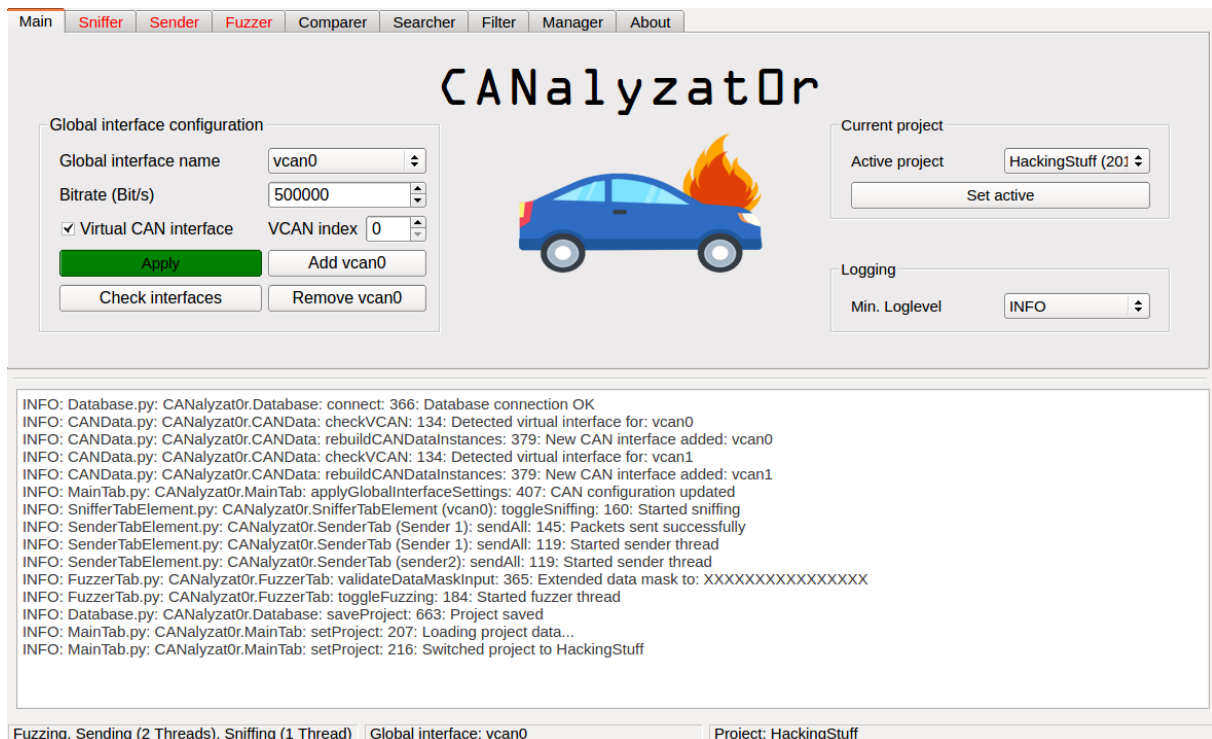 Main Sniffer Sender Fuzzer Comparer Searcher Filter Manager About
CANalyzat0r
Global interface configuration
Global interface name vcan0
Bitrate (Bit/s) 500000
Virtual CAN interface VCAN index 0
Apply Add vcan0
Check interfaces Remove vcan0
Current project
Active project HackingStuff (201
Set active
Logging
Min. Loglevel INFO
INFO: Database.py: CANalyzat0r.Database: connect: 366: Database connection OK
INFO: CANData.py: CANalyzat0r.CANData: checkVCAN: 134: Detected virtual interface for: vcan0
INFO: CANData.py: CANalyzat0r.CANData: rebuildCANDataInstances: 379: New CAN interface added: vcan0
INFO: CANData.py: CANalyzat0r.CANData: checkVCAN: 134: Detected virtual interface for: vcan1
INFO: CANData.py: CANalyzat0r.CANData: rebuildCANDataInstances: 379: New CAN interface added: vcan1
INFO: MainTab.py: CANalyzat0r.MainTab: applyGlobalInterfaceSettings: 407: CAN configuration updated
INFO: SnifferTabElement.py: CANalyzat0r.SnifferTabElement (vcan0): toggleSniffing: 160: Started sniffing
INFO: SenderTabElement.py: CANalyzat0r.SenderTab (Sender 1): sendAll: 145: Packets sent successfully
INFO: SenderTabElement.py: CANalyzat0r.SenderTab (Sender 1): sendAll: 119: Started sender thread
INFO: SenderTabElement.py: CANalyzat0r.SenderTab (sender2): sendAll: 119: Started sender thread
INFO: FuzzerTab.py: CANalyzat0r.FuzzerTab: validateDataMaskInput: 365: Extended data mask to: XXXXXXXXXXXXXXXX
INFO: FuzzerTab.py: CANalyzat0r.FuzzerTab: toggleFuzzing: 184: Started fuzzer thread
INFO: Database.py: CANalyzat0r.Database: saveProject: 663: Project saved
INFO: MainTab.py: CANalyzat0r.MainTab: setProject: 207: Loading project data...
INFO: MainTab.py: CANalyzat0r.MainTab: setProject: 216: Switched project to HackingStuff
Fuzzing, Sending (2 Threads), Sniffing (1 Thread) Global interface: vcan0 Project: HackingStuff